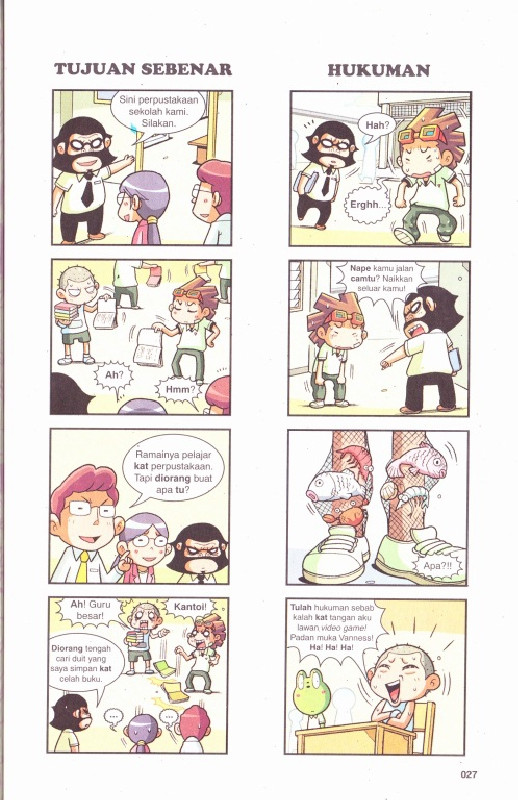 TUJUAN SEBENAR
Sini perpustakaan
sekolah kami.
Silakan.
Ah?
Hmm?
Ramainya pelajar
kat perpustakaan.
Tapi diorang buat
apa tu?
Ah! Guru
besar!
Kantoi!
Diorang tengah
cari duit yang
saya simpan kat
celah buku.
...
...
HUKUMAN
Hah?
Erghh...
Nape kamu jalan
camtu? Naikkan
seluar kamu!
Apa?!!
Tulah hukuman sebab
kalah kat tangan aku
lawan video game!
Padan muka Vanness!
Ha! Ha! Ha!
027